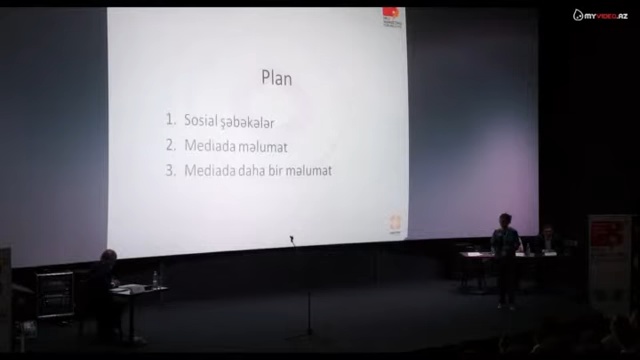 MYVIDEO.AZ
Plan
1. Sosial şəbəkələr
2. Mediada məlumat
3. Mediada daha bir məlumat